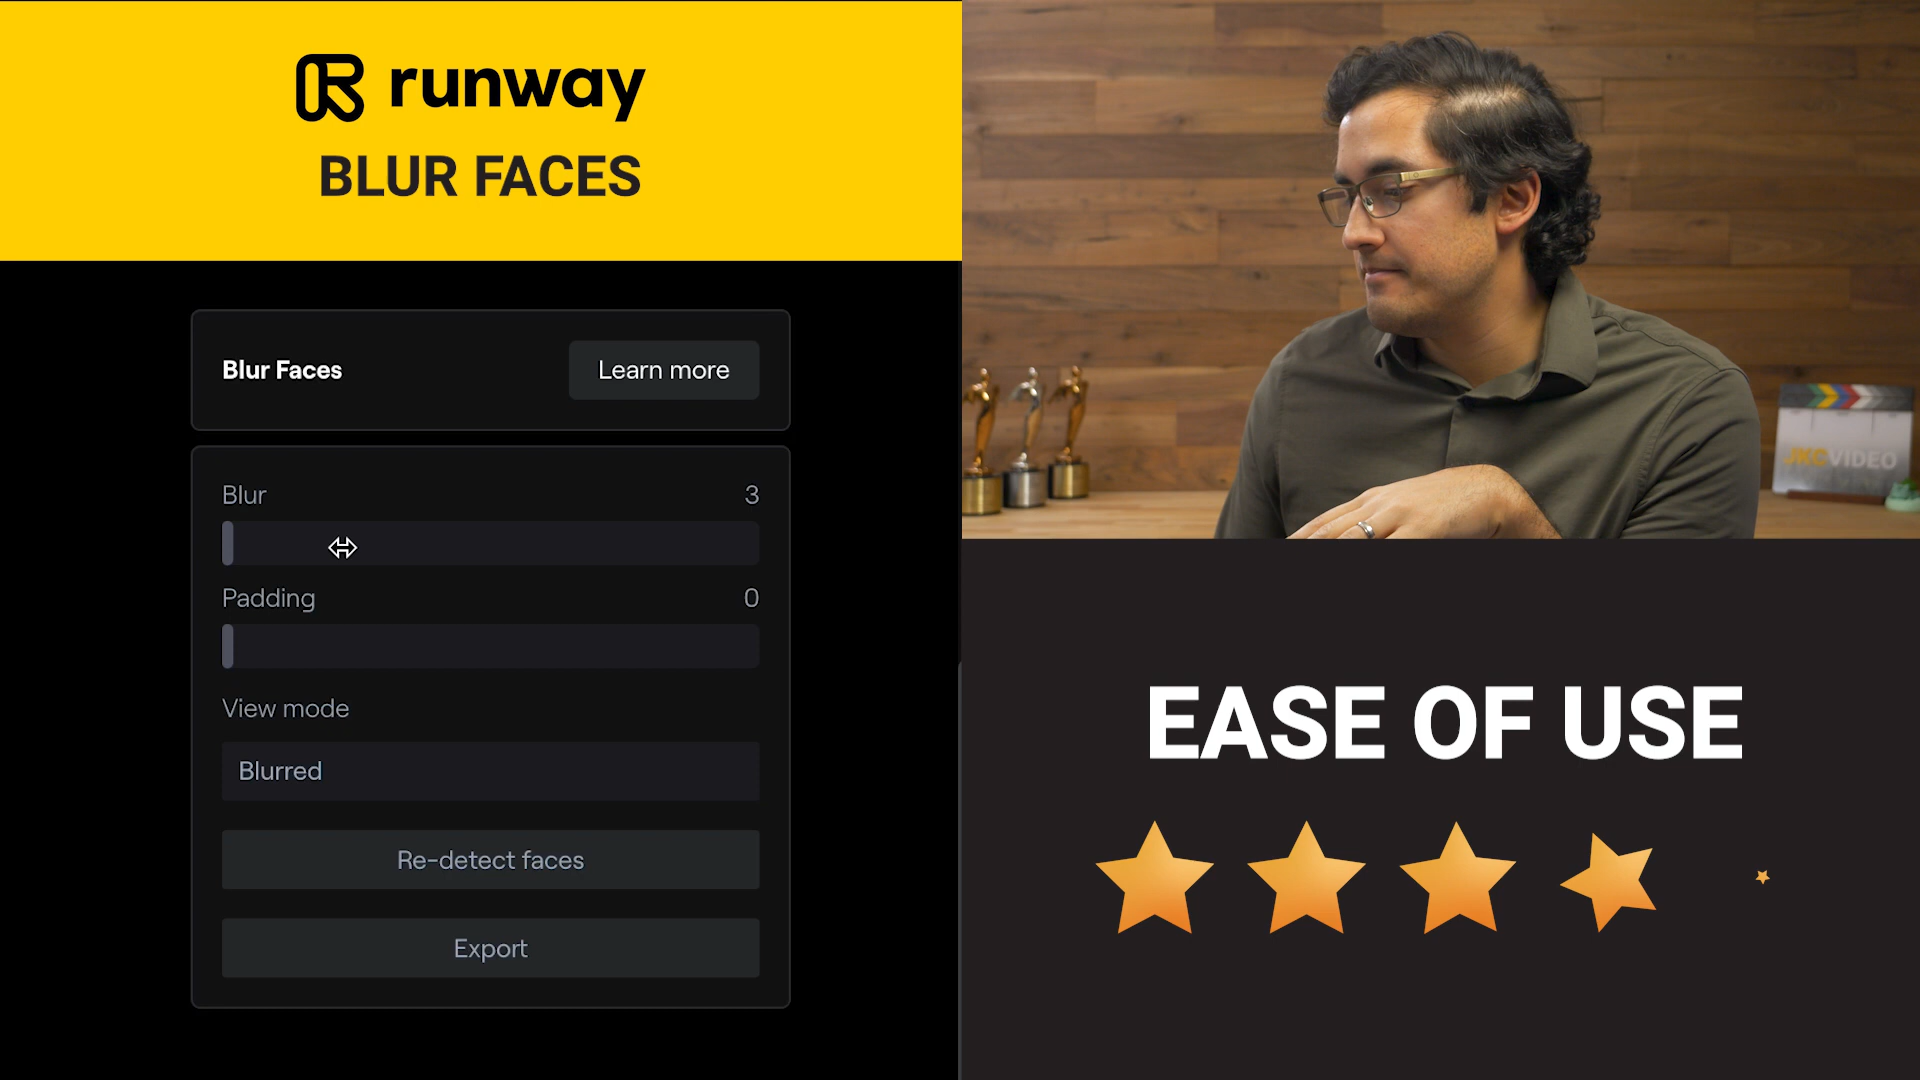 runway
BLUR FACES
Blur Faces
Learn more
Blur 3
Padding 0
View mode
Blurred
Re-detect faces
Export
JKCVIDEO
EASE OF USE